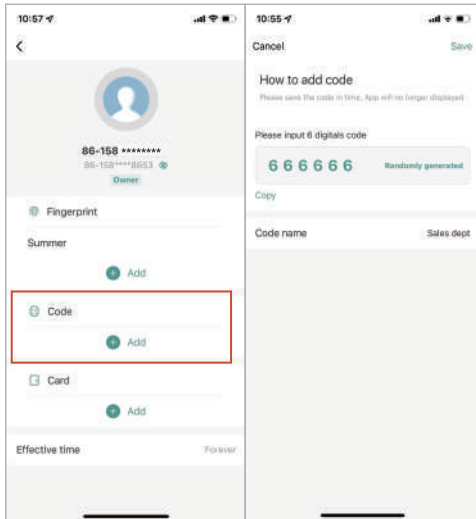 10:57
86-158 ********
86-158****8653
Owner
Fingerprint
Summer
Add
Code
Add
Card
Add
Effective time
Forever
10:55
Cancel
Save
How to add code
Please save the code in time, App will no longer displayed
Please input 6 digitals code
666666
Randomly generated
Copy
Code name
Sales dept